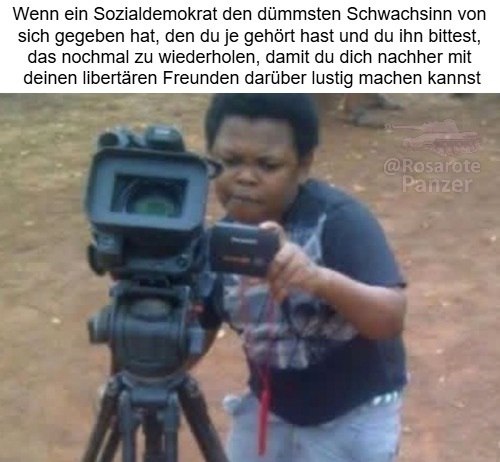 Wenn ein Sozialdemokrat den dümmsten Schwachsinn von
sich gegeben hat, den du je gehört hast und du ihn bittest,
das nochmal zu wiederholen, damit du dich nachher mit
deinen libertären Freunden darüber lustig machen kannst
@Rosarote
Panzer
Panasonic